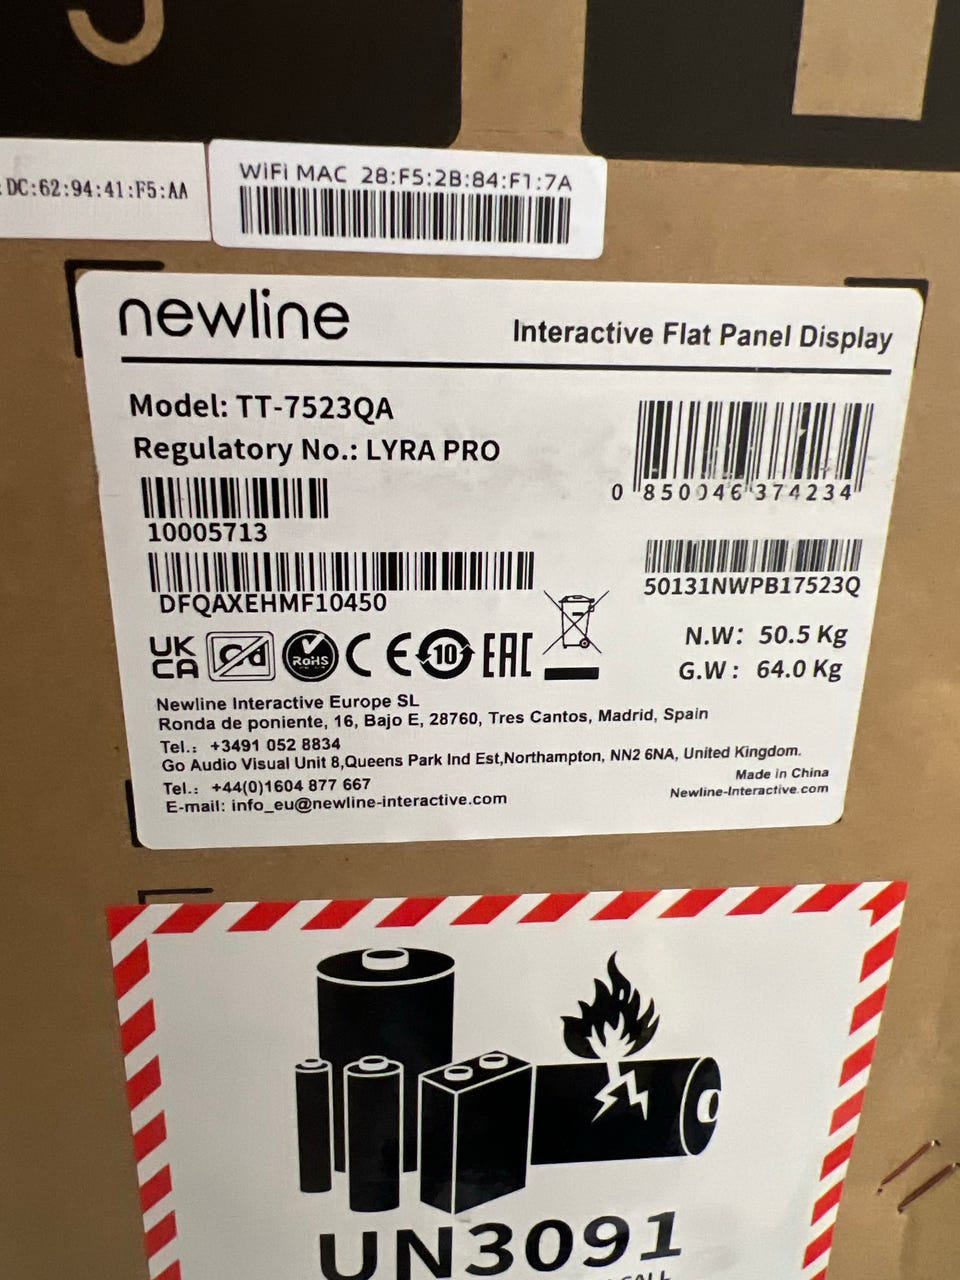 DC:62:94:41:F5:AA
WiFi MAC 28:F5:2B:84:F1:7A
newline
Interactive Flat Panel Display
Model: TT-7523QA
Regulatory No.: LYRA PRO
0 850046 374234
10005713
DFQAXEHMF10450
50131NWPB17523Q
UK CA Cd RoHS CE 10 EAC
N.W: 50.5 Kg
G.W: 64.0 Kg
Newline Interactive Europe SL
Ronda de poniente, 16, Bajo E, 28760, Tres Cantos, Madrid, Spain
Tel.: +3491 052 8834
Go Audio Visual Unit 8,Queens Park Ind Est,Northampton, NN2 6NA, United Kingdom.
Tel.: +44(0)1604 877 667
E-mail: info_eu@newline-interactive.com
Made in China
Newline-Interactive.com
UN3091